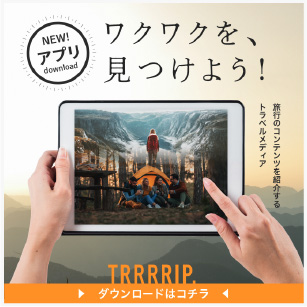 NEW!
アプリ
download
ワクワクを、
見つけよう!
旅行のコンテンツを紹介する
トラベルメディア
TRRRRIP
ダウンロードはコチラ